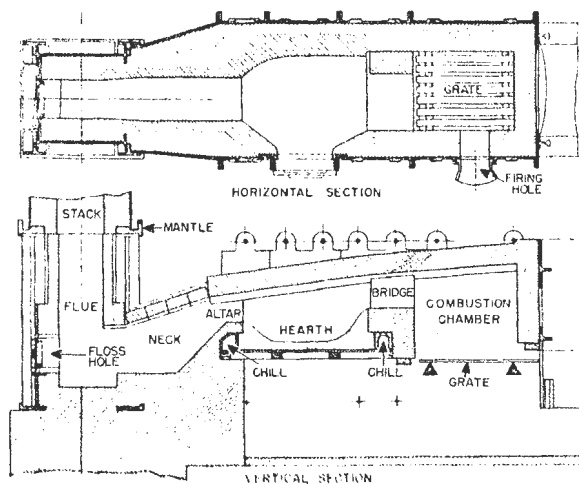 GRATE
HORIZONTAL SECTION
FIRING
HOLE
STACK
MANTLE
FLUE
ALTAR
BRIDGE
COMBUSTION
CHAMBER
NECK
HEARTH
FLOSS
HOLE
CHILL
CHILL
GRATE
VERTICAL SECTION